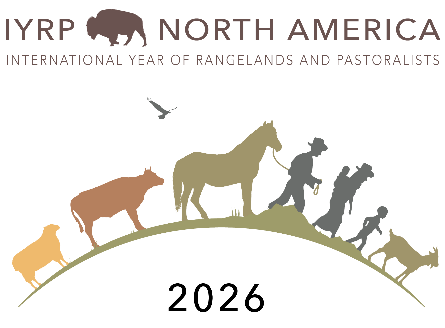 IYRP NORTH AMERICA
INTERNATIONAL YEAR OF RANGELANDS AND PASTORALISTS
2026